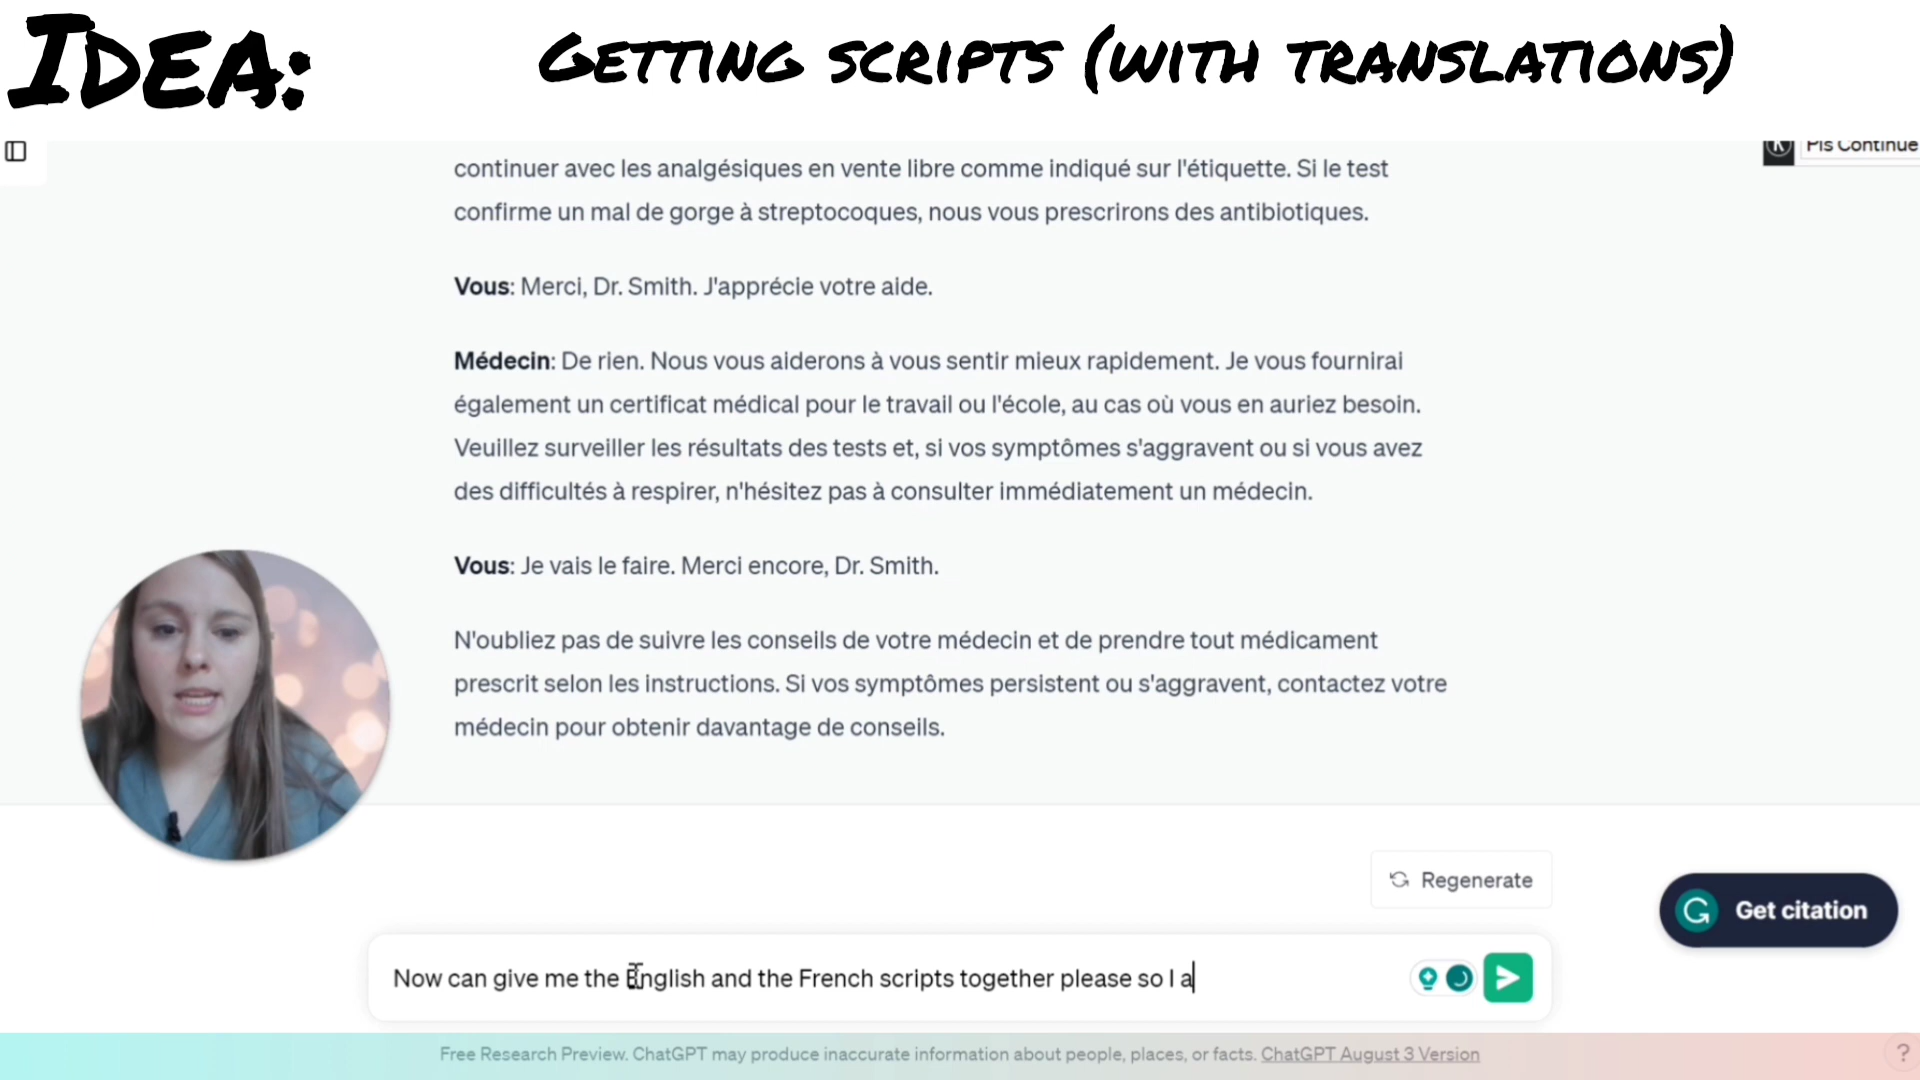 IDEA:
GETTING SCRIPTS (WITH TRANSLATIONS)
Pls Continue
continuer avec les analgésiques en vente libre comme indiqué sur l'étiquette. Si le test
confirme un mal de gorge à streptocoques, nous vous prescrirons des antibiotiques.
Vous: Merci, Dr. Smith. J'apprécie votre aide.
Médecin: De rien. Nous vous aiderons à vous sentir mieux rapidement. Je vous fournirai
également un certificat médical pour le travail ou l'école, au cas où vous en auriez besoin.
Veuillez surveiller les résultats des tests et, si vos symptômes s'aggravent ou si vous avez
des difficultés à respirer, n'hésitez pas à consulter immédiatement un médecin.
Vous: Je vais le faire. Merci encore, Dr. Smith.
N'oubliez pas de suivre les conseils de votre médecin et de prendre tout médicament
prescrit selon les instructions. Si vos symptômes persistent ou s'aggravent, contactez votre
médecin pour obtenir davantage de conseils.
Regenerate
Get citation
Now can give me the English and the French scripts together please so I a
Free Research Preview. ChatGPT may produce inaccurate information about people, places, or facts. ChatGPT August 3 Version
?